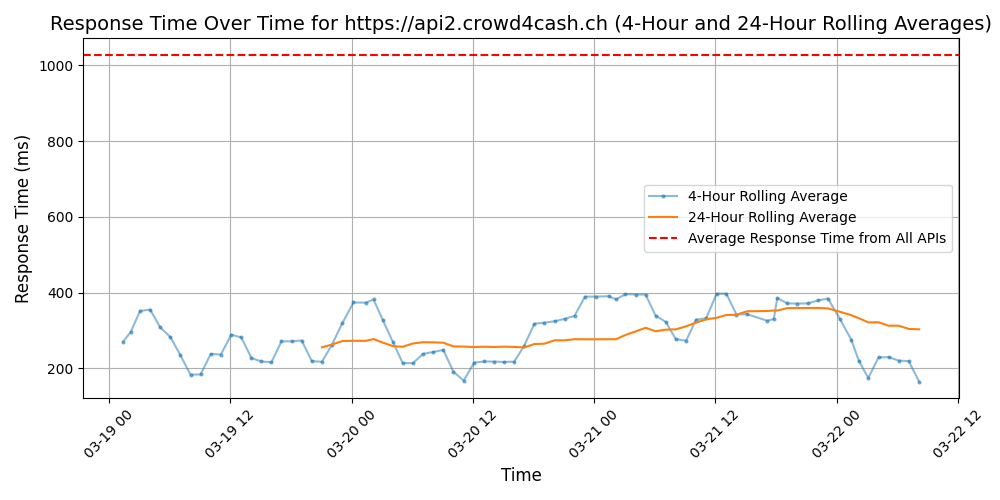 Response Time Over Time for https://api2.crowd4cash.ch (4-Hour and 24-Hour Rolling Averages)
Response Time (ms)
1000
800
600
400
200
4-Hour Rolling Average
24-Hour Rolling Average
Average Response Time from All APIs
03-19 00
03-19 12
03-20 00
03-20 12
03-21 00
03-21 12
03-22 00
03-22 12
Time